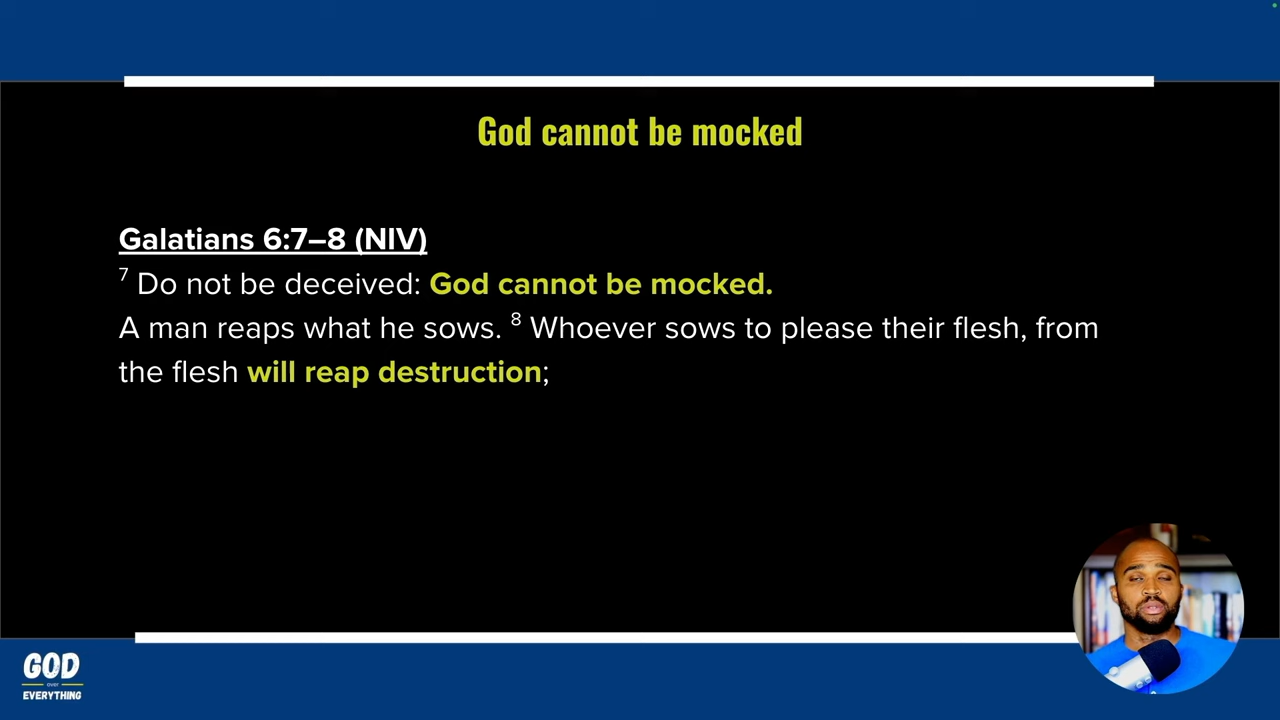 God cannot be mocked
Galatians 6:7–8 (NIV)
7 Do not be deceived: God cannot be mocked.
A man reaps what he sows. 8 Whoever sows to please their flesh, from
the flesh will reap destruction;
GOD
over
EVERYTHING